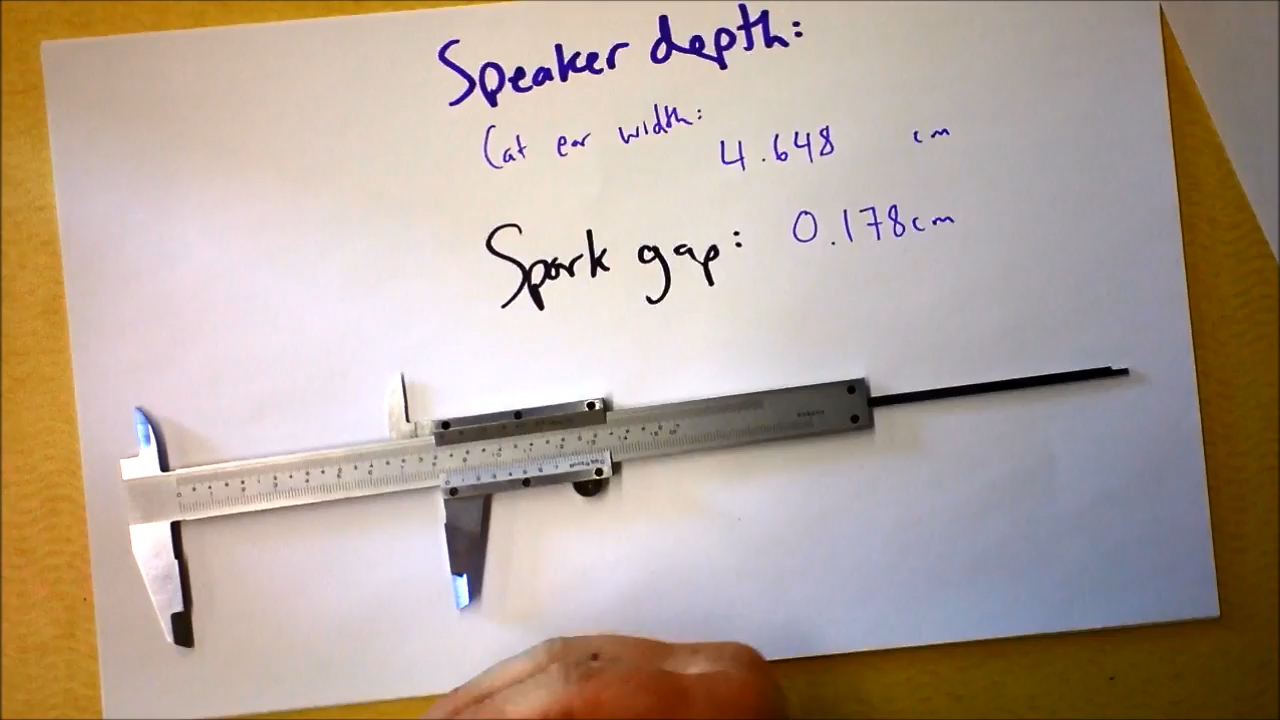 Speaker depth:
Cat ear width:
4.648 cm
Spark gap: 0.178cm